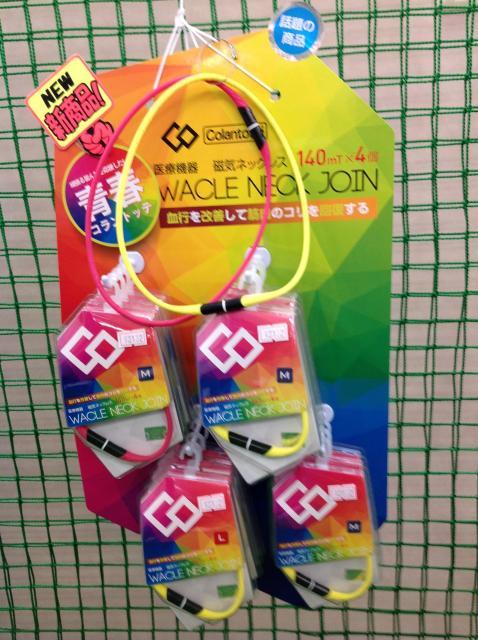 話題の
商品
NEW
新商品!
Colantotte
医療機器 磁気ネックレス 140mT×4個
WACLE NECK JOIN
青春
コラントッテ
血行を改善して筋肉のコリを回復する
M
WACLE NECK JOIN
M
WACLE NECK JOIN
L
WACLE NECK JOIN
M
WACLE NECK JOIN